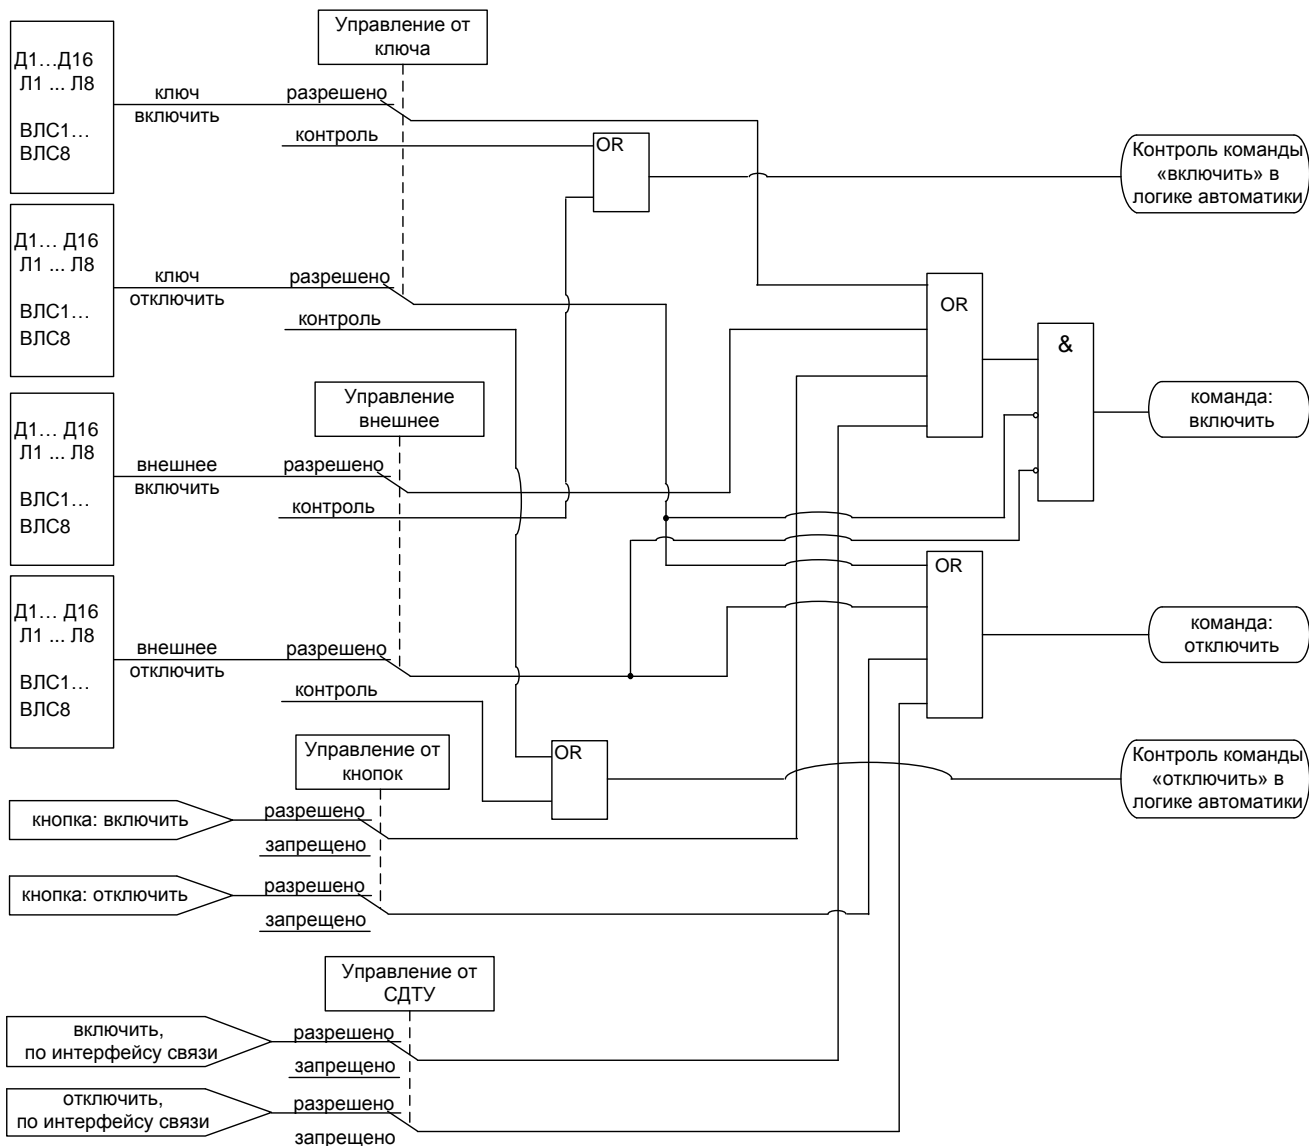 Управление от
ключа
Д1…Д16
Л1 ... Л8
ВЛС1…
ВЛС8
ключ
включить
разрешено
контроль
OR
Контроль команды
«включить» в
логике автоматики
Д1… Д16
Л1 ... Л8
ВЛС1…
ВЛС8
ключ
отключить
разрешено
контроль
OR
&
Управление
внешнее
команда:
включить
Д1… Д16
Л1 ... Л8
ВЛС1…
ВЛС8
внешнее
включить
разрешено
контроль
OR
Д1… Д16
Л1 ... Л8
ВЛС1…
ВЛС8
внешнее
отключить
разрешено
контроль
команда:
отключить
Управление от
кнопок
OR
Контроль команды
«отключить» в
логике автоматики
кнопка: включить
разрешено
запрещено
кнопка: отключить
разрешено
запрещено
Управление от
СДТУ
включить,
по интерфейсу связи
разрешено
запрещено
отключить,
по интерфейсу связи
разрешено
запрещено